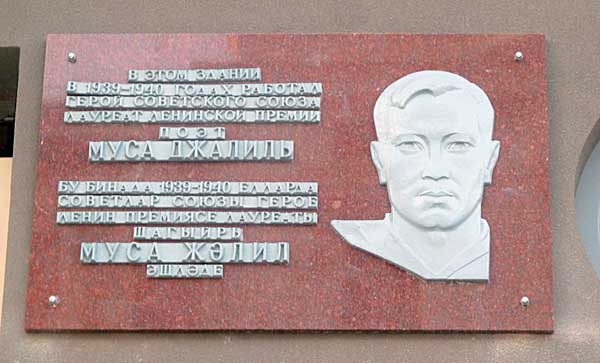 В ЭТОМ ЗДАНИИ
В 1939-1940 ГОДАХ РАБОТАЛ
ГЕРОЙ СОВЕТСКОГО СОЮЗА
ЛАУРЕАТ ЛЕНИНСКОЙ ПРЕМИИ
ПОЭТ
МУСА ДЖАЛИЛЬ
БУ БИНАДА 1939-1940 ЕЛЛАРДА
СОВЕТЛАР СОЮЗЫ ГЕРОЕ
ЛЕНИН ПРЕМИЯСЕ ЛАУРЕАТЫ
ШАГЫЙРЬ
МУСА ҖӘЛИЛ
ЭШЛӘДЕ